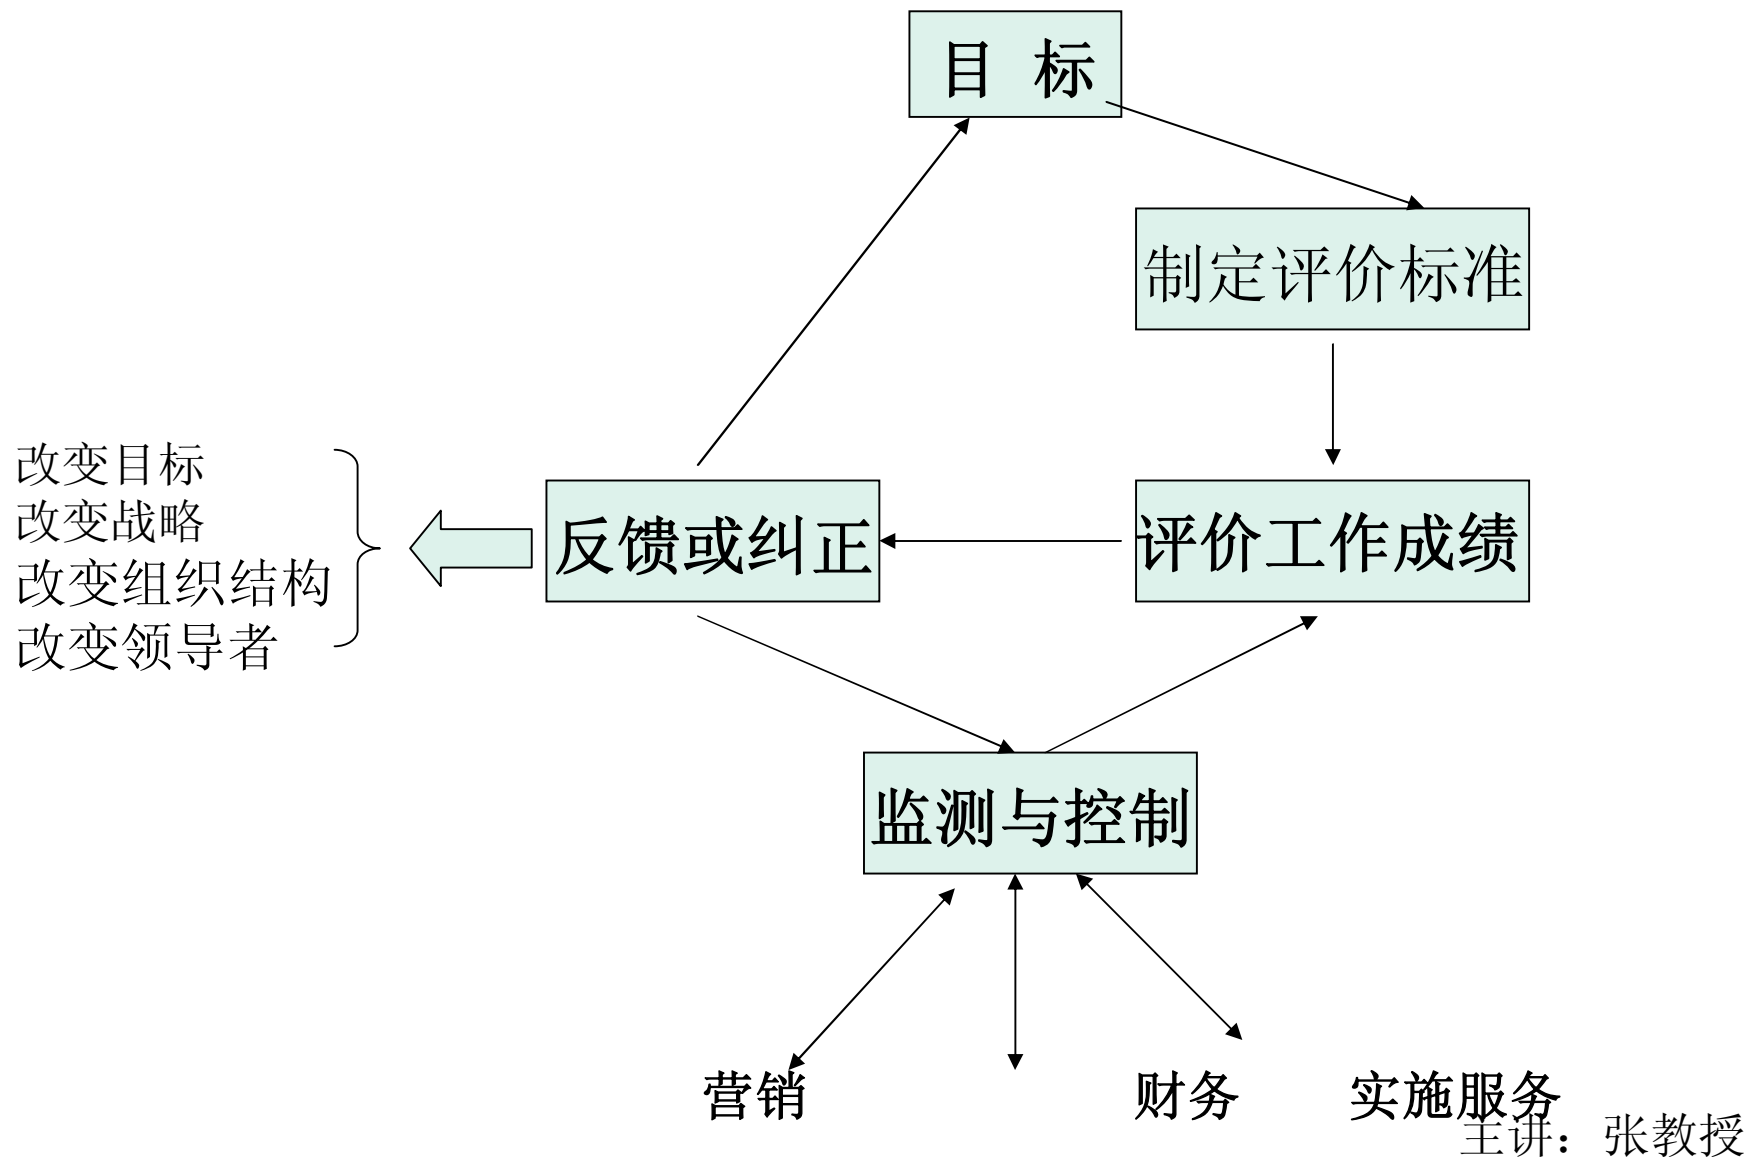 目 标
制定评价标准
改变目标
改变战略
改变组织结构
改变领导者
反馈或纠正
评价工作成绩
监测与控制
营销 财务 实施服务
主讲：张教授